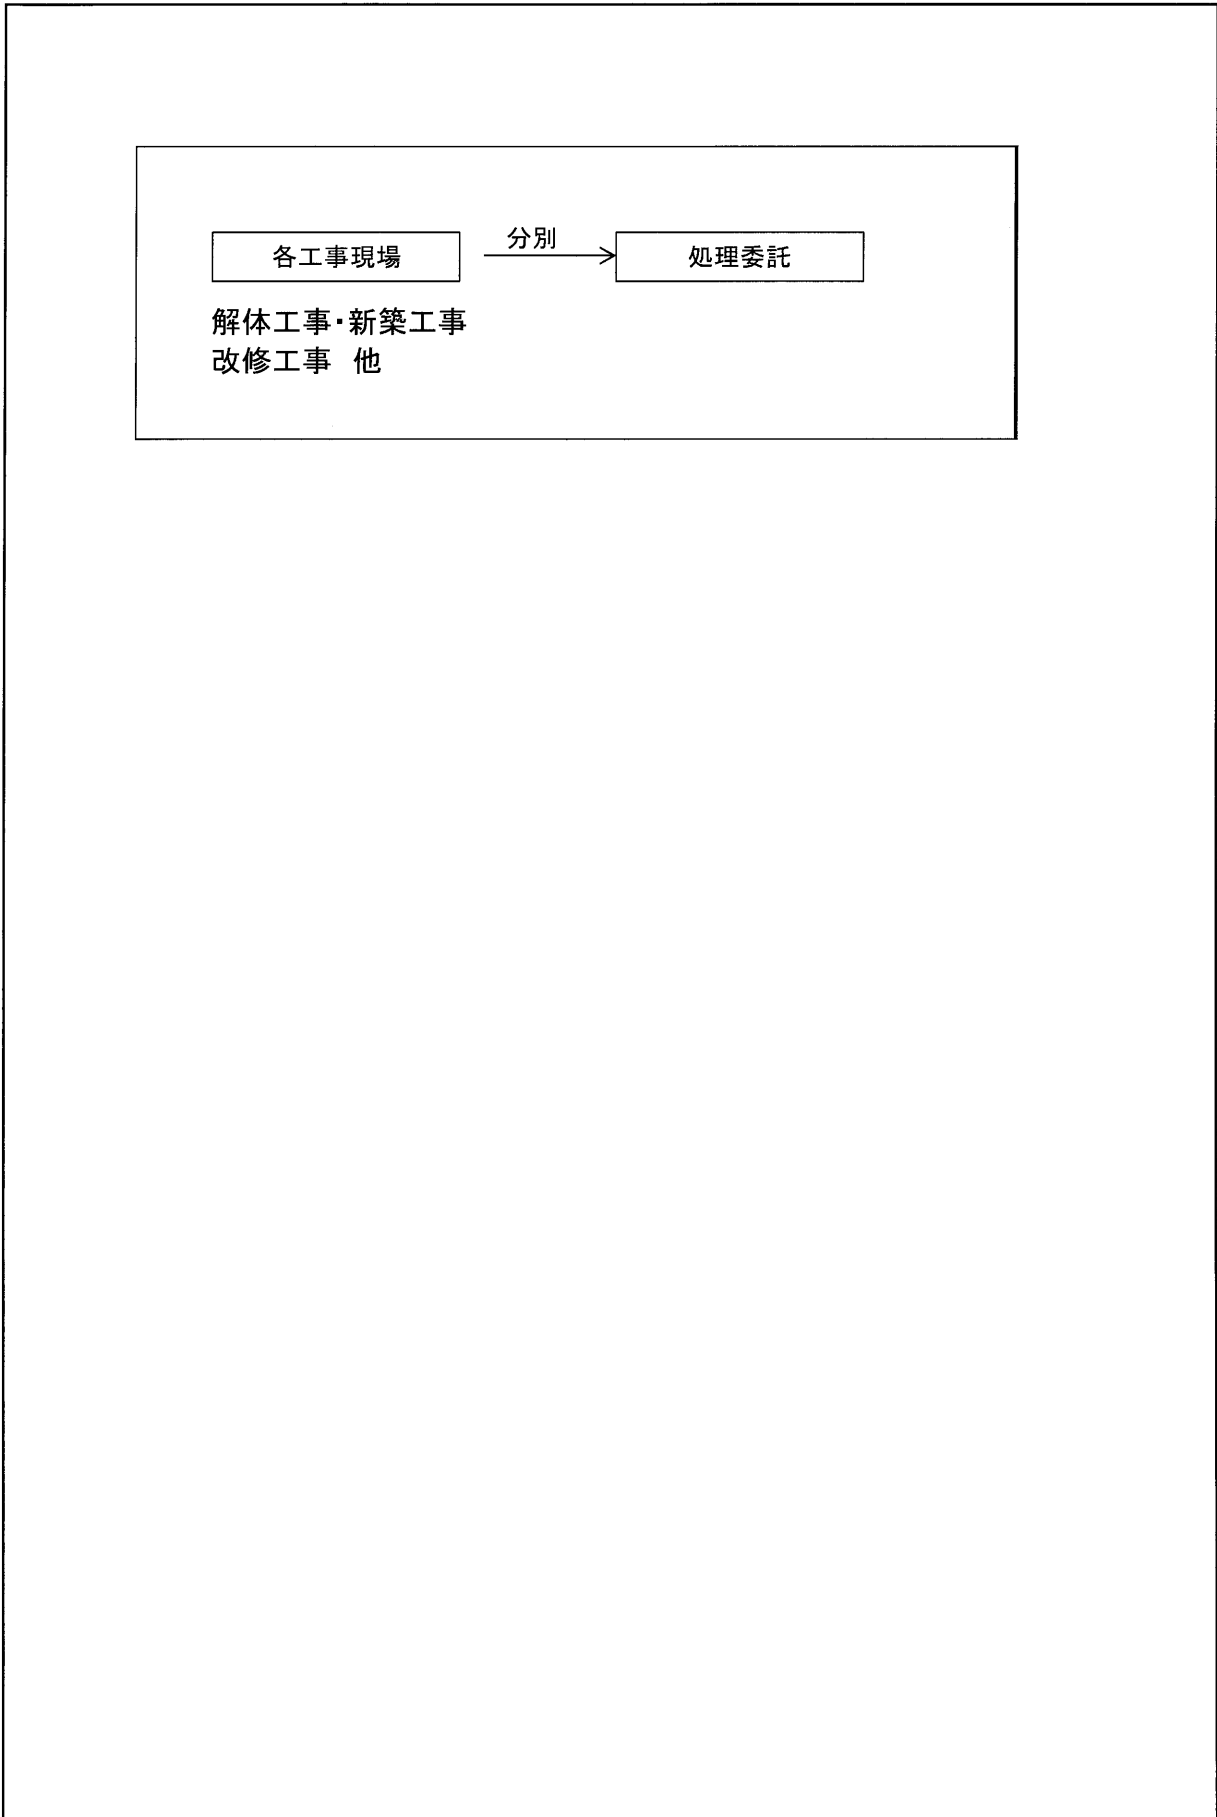 分別
各工事現場
処理委託
解体工事・新築工事
改修工事 他